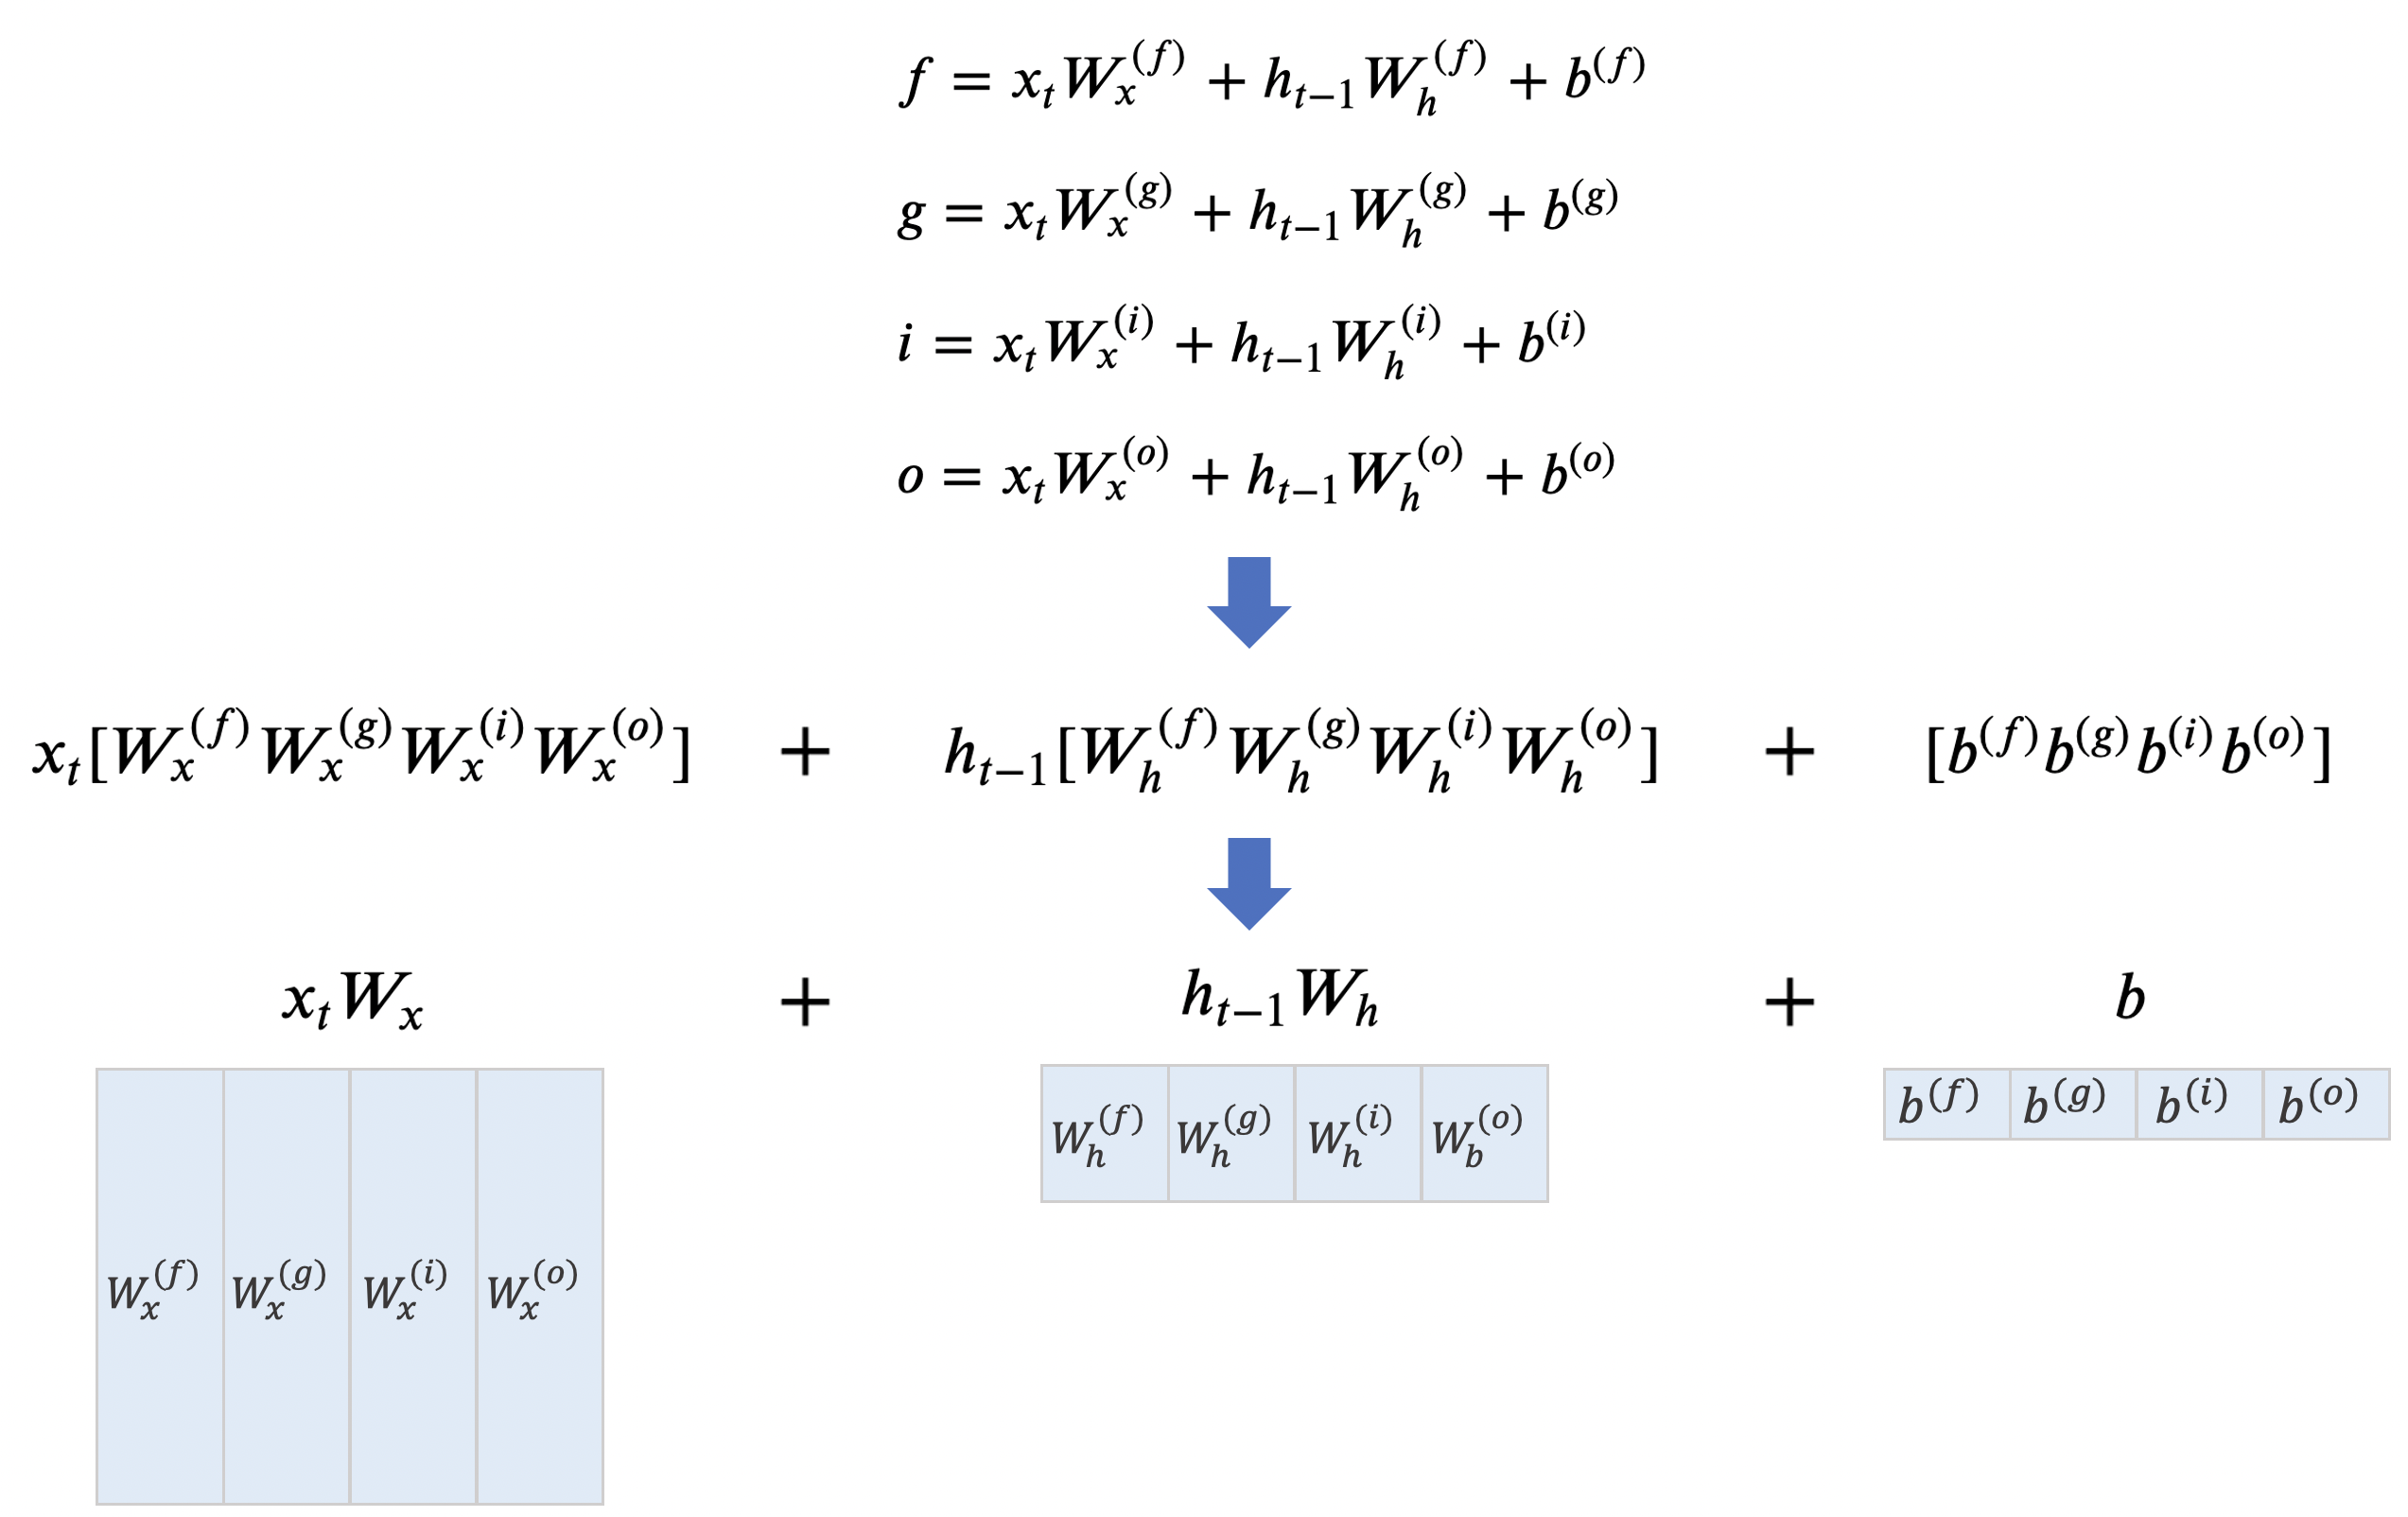 f = x_t W_x^(f) + h_{t−1} W_h^(f) + b^(f)
g = x_t W_x^(g) + h_{t−1} W_h^(g) + b^(g)
i = x_t W_x^(i) + h_{t−1} W_h^(i) + b^(i)
o = x_t W_x^(o) + h_{t−1} W_h^(o) + b^(o)
x_t [W_x^(f) W_x^(g) W_x^(i) W_x^(o)] + h_{t−1} [W_h^(f) W_h^(g) W_h^(i) W_h^(o)] + [b^(f) b^(g) b^(i) b^(o)]
x_t W_x + h_{t−1} W_h + b
W_h^(f) W_h^(g) W_h^(i) W_b^(o)
b^(f) b^(g) b^(i) b^(o)
W_x^(f) W_x^(g) W_x^(i) W_x^(o)